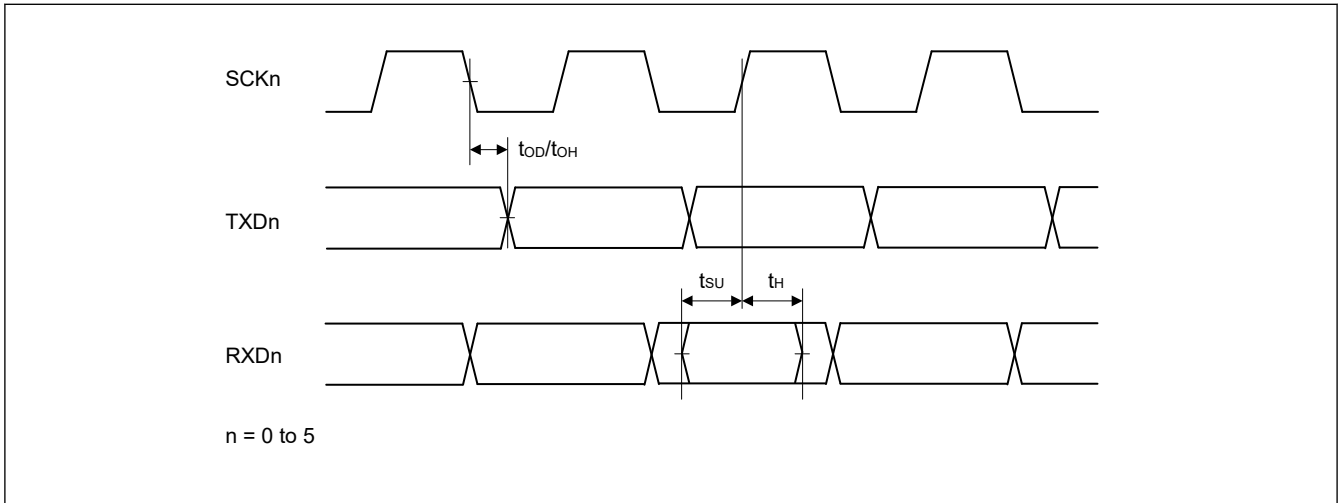 SCKn
tOD/tOH
TXDn
tSU tH
RXDn
n = 0 to 5